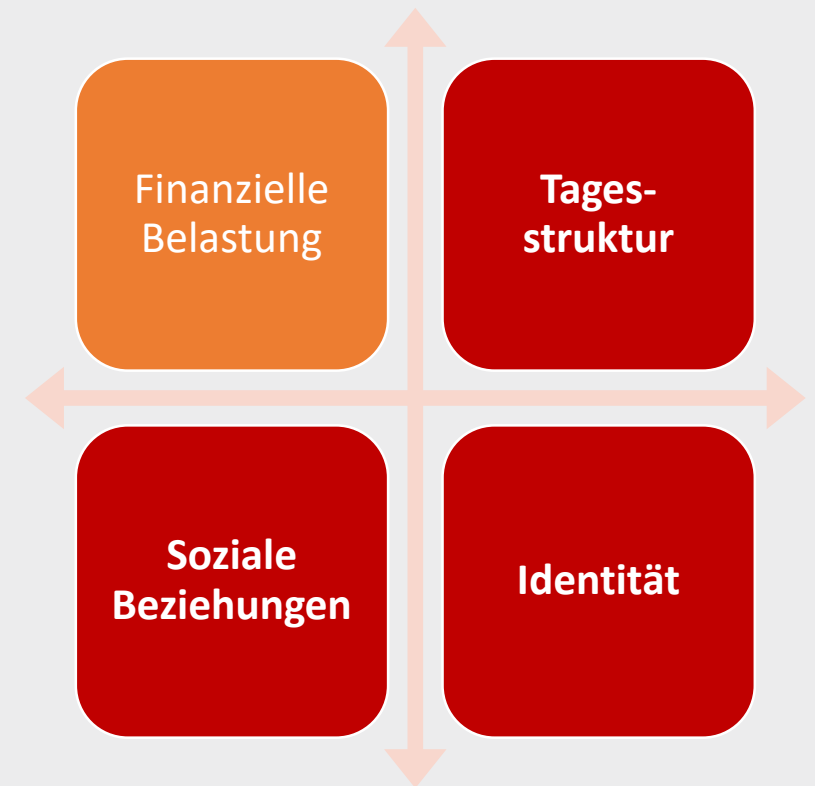 Finanzielle
Belastung
Tages-
struktur
Soziale
Beziehungen
Identität